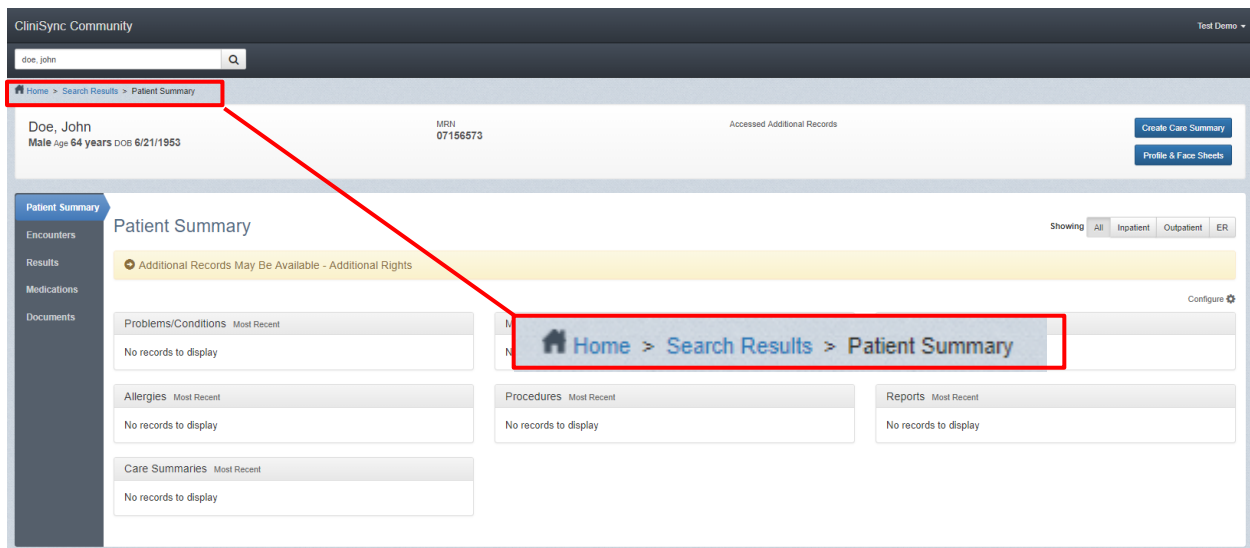 CliniSync Community
Test Demo
doe, john
Home > Search Results > Patient Summary
Doe, John
Male Age 64 years DOB 6/21/1953
MRN
07156573
Accessed Additional Records
Create Care Summary
Profile & Face Sheets
Patient Summary
Encounters
Results
Medications
Documents
Patient Summary
Showing All Inpatient Outpatient ER
Additional Records May Be Available - Additional Rights
Configure
Problems/Conditions Most Recent
No records to display
Home > Search Results > Patient Summary
Allergies Most Recent
No records to display
Procedures Most Recent
No records to display
Reports Most Recent
No records to display
Care Summaries Most Recent
No records to display